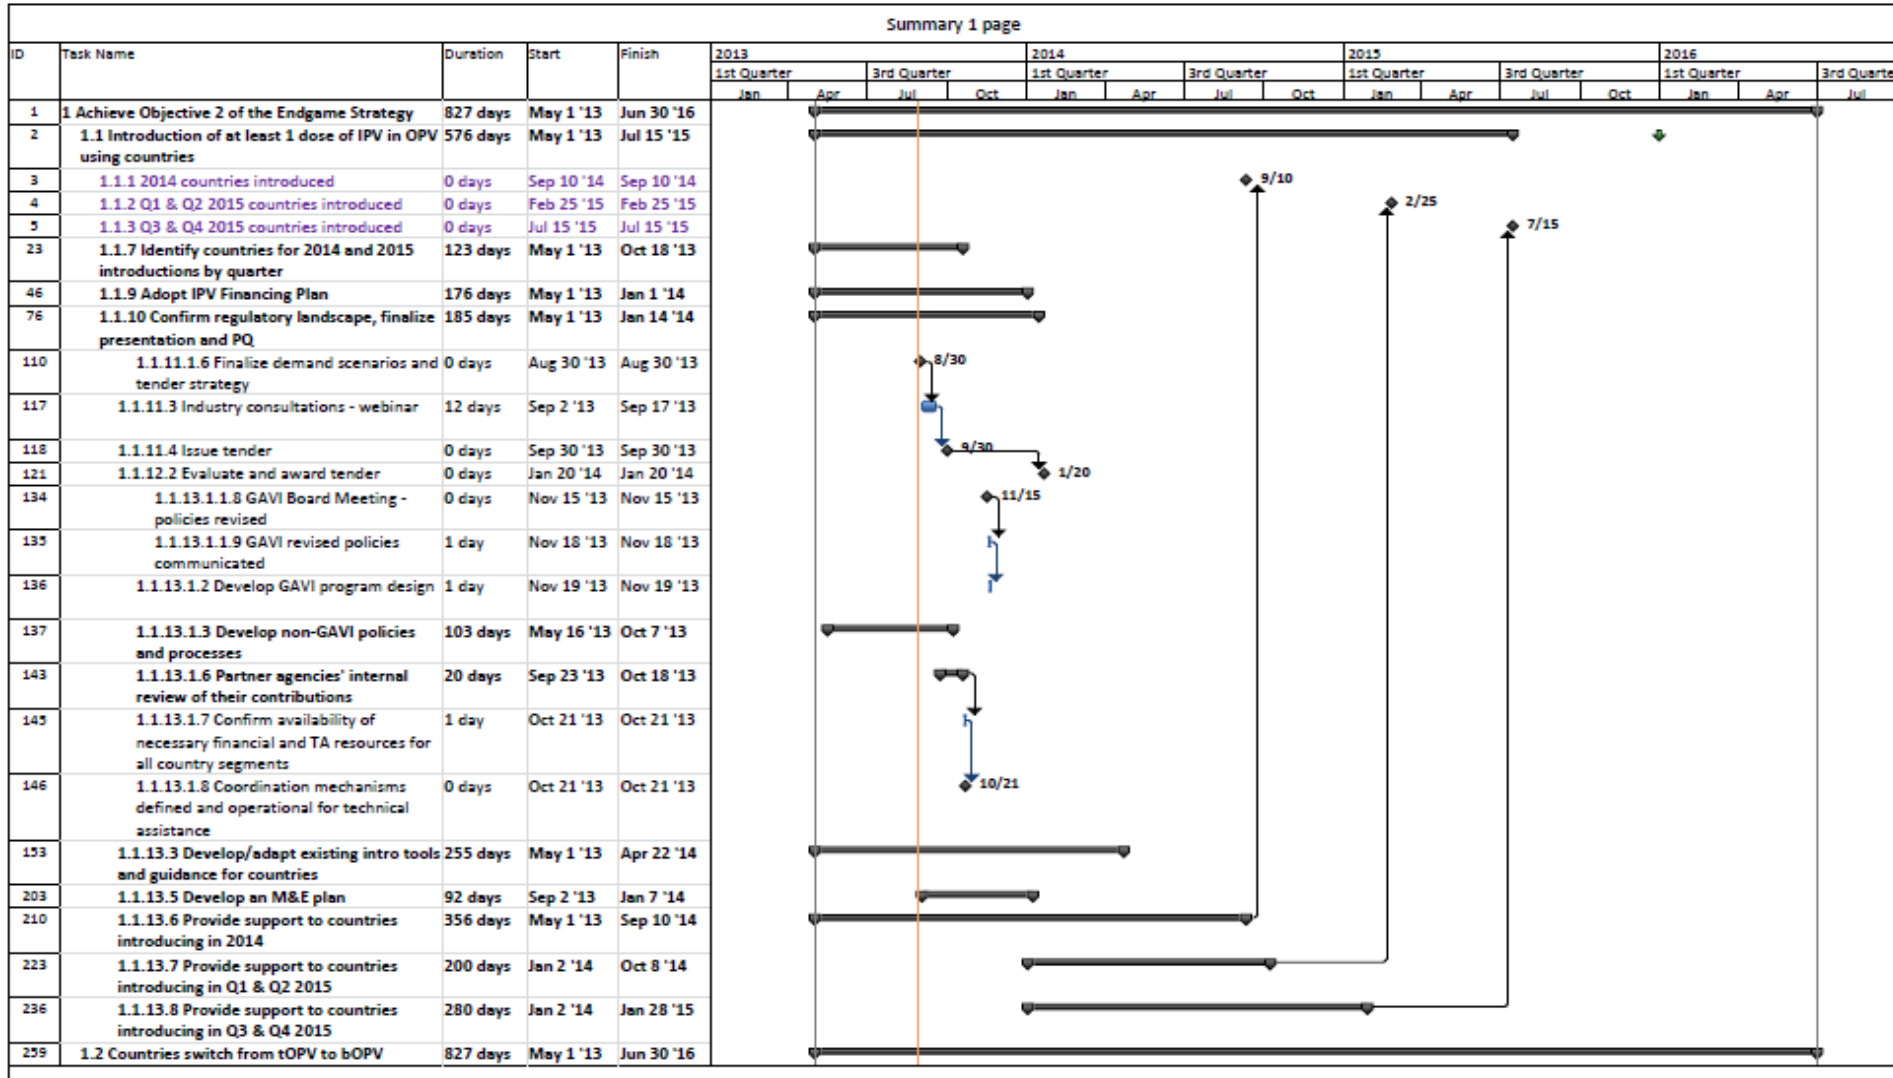 Summary 1 page
ID Task Name Duration Start Finish 2013 2014 2015 2016
1st Quarter 3rd Quarter 1st Quarter 3rd Quarter 1st Quarter 3rd Quarter 1st Quarter 3rd Quarte
Jan Apr Jul Oct Jan Apr Jul Oct Jan Apr Jul Oct Jan Apr Jul
1 1 Achieve Objective 2 of the Endgame Strategy 827 days May 1 '13 Jun 30 '16
2 1.1 Introduction of at least 1 dose of IPV in OPV 576 days May 1 '13 Jul 15 '15
using countries
3 1.1.1 2014 countries introduced 0 days Sep 10 '14 Sep 10 '14 9/10
4 1.1.2 Q1 & Q2 2015 countries introduced 0 days Feb 25 '15 Feb 25 '15 2/25
5 1.1.3 Q3 & Q4 2015 countries introduced 0 days Jul 15 '15 Jul 15 '15 7/15
23 1.1.7 Identify countries for 2014 and 2015 123 days May 1 '13 Oct 18 '13
introductions by quarter
46 1.1.9 Adopt IPV Financing Plan 176 days May 1 '13 Jan 1 '14
76 1.1.10 Confirm regulatory landscape, finalize 185 days May 1 '13 Jan 14 '14
presentation and PQ
110 1.1.11.1.6 Finalize demand scenarios and 0 days Aug 30 '13 Aug 30 '13 8/30
tender strategy
117 1.1.11.3 Industry consultations - webinar 12 days Sep 2 '13 Sep 17 '13
118 1.1.11.4 Issue tender 0 days Sep 30 '13 Sep 30 '13 9/30
121 1.1.12.2 Evaluate and award tender 0 days Jan 20 '14 Jan 20 '14 1/20
134 1.1.13.1.1.8 GAVI Board Meeting - 0 days Nov 15 '13 Nov 15 '13 11/15
policies revised
135 1.1.13.1.1.9 GAVI revised policies 1 day Nov 18 '13 Nov 18 '13
communicated
136 1.1.13.1.2 Develop GAVI program design 1 day Nov 19 '13 Nov 19 '13
137 1.1.13.1.3 Develop non-GAVI policies 103 days May 16 '13 Oct 7 '13
and processes
143 1.1.13.1.6 Partner agencies' internal 20 days Sep 23 '13 Oct 18 '13
review of their contributions
145 1.1.13.1.7 Confirm availability of 1 day Oct 21 '13 Oct 21 '13
necessary financial and TA resources for
all country segments
146 1.1.13.1.8 Coordination mechanisms 0 days Oct 21 '13 Oct 21 '13 10/21
defined and operational for technical
assistance
153 1.1.13.3 Develop/adapt existing intro tools 255 days May 1 '13 Apr 22 '14
and guidance for countries
203 1.1.13.5 Develop an M&E plan 92 days Sep 2 '13 Jan 7 '14
210 1.1.13.6 Provide support to countries 356 days May 1 '13 Sep 10 '14
introducing in 2014
223 1.1.13.7 Provide support to countries 200 days Jan 2 '14 Oct 8 '14
introducing in Q1 & Q2 2015
236 1.1.13.8 Provide support to countries 280 days Jan 2 '14 Jan 28 '15
introducing in Q3 & Q4 2015
259 1.2 Countries switch from tOPV to bOPV 827 days May 1 '13 Jun 30 '16